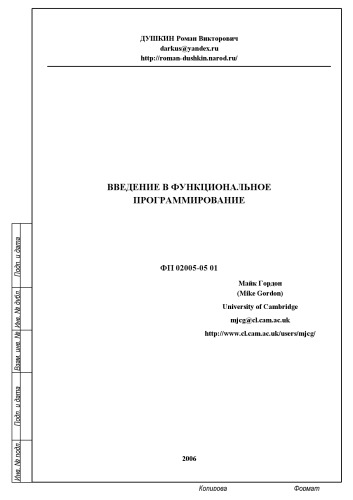 ДУШКИН Роман Викторович
darkus@yandex.ru
http://roman-dushkin.narod.ru/
ВВЕДЕНИЕ В ФУНКЦИОНАЛЬНОЕ
ПРОГРАММИРОВАНИЕ
ФП 02005-05 01
Майк Гордон
(Mike Gordon)
University of Cambridge
mjcg@cl.cam.ac.uk
http://www.cl.cam.ac.uk/users/mjcg/
2006
Подп. и дата
Инв. № дубл.
Взам. инв. №
Подп. и дата
Инв. № подл.
Копирова
Формат